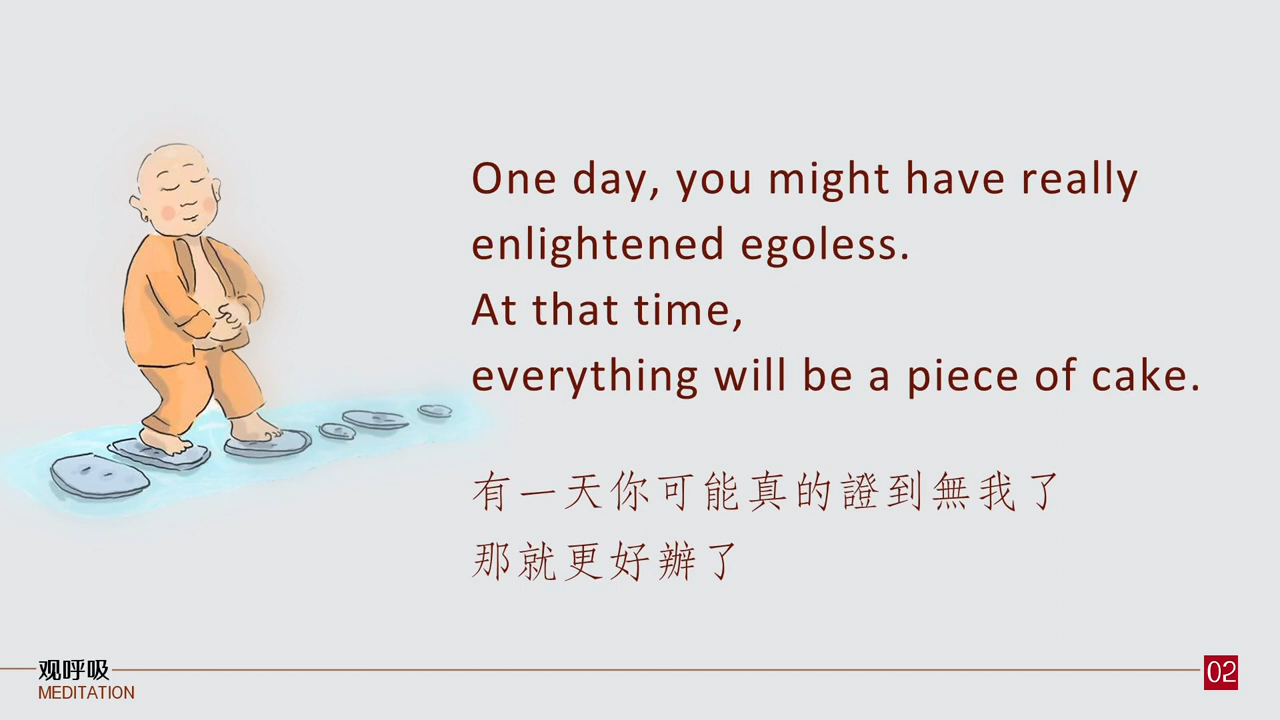 One day, you might have really
enlightened egoless.
At that time,
everything will be a piece of cake.
有一天你可能真的證到無我了
那就更好辦了
观呼吸
MEDITATION
02